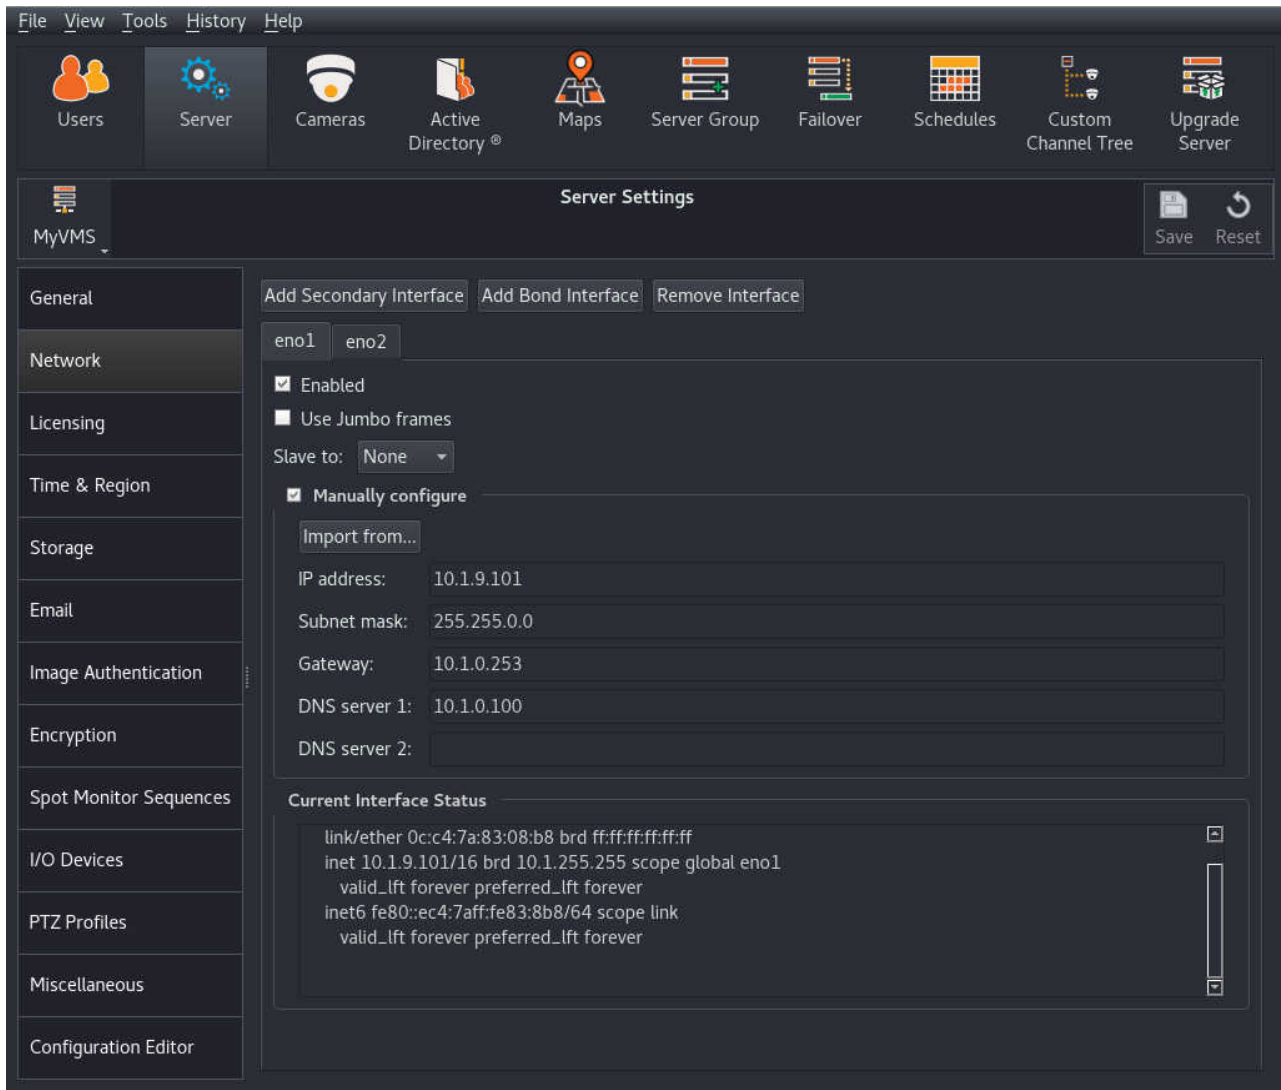 File View Tools History Help
Users
Server
Cameras
Active
Directory ®
Maps
Server Group
Failover
Schedules
Custom
Channel Tree
Upgrade
Server
MyVMS
Server Settings
Save
Reset
General
Network
Licensing
Time & Region
Storage
Email
Image Authentication
Encryption
Spot Monitor Sequences
I/O Devices
PTZ Profiles
Miscellaneous
Configuration Editor
Add Secondary Interface
Add Bond Interface
Remove Interface
eno1
eno2
Enabled
Use Jumbo frames
Slave to: None
Manually configure
Import from...
IP address: 10.1.9.101
Subnet mask: 255.255.0.0
Gateway: 10.1.0.253
DNS server 1: 10.1.0.100
DNS server 2:
Current Interface Status
link/ether 0c:c4:7a:83:08:b8 brd ff:ff:ff:ff:ff:ff
inet 10.1.9.101/16 brd 10.1.255.255 scope global eno1
valid_lft forever preferred_lft forever
inet6 fe80::ec4:7aff:fe83:8b8/64 scope link
valid_lft forever preferred_lft forever